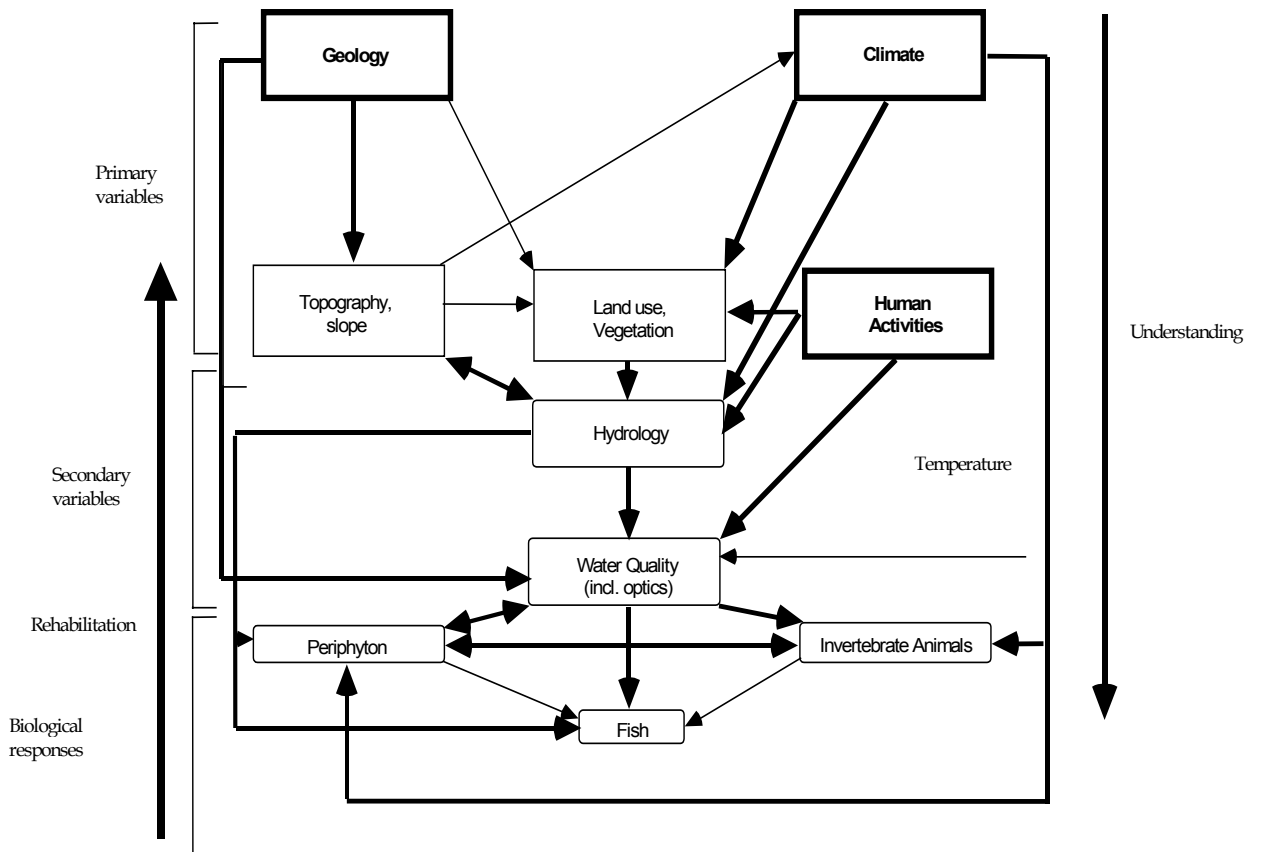 Geology
Climate
Primary
variables
Topography,
slope
Land use,
Vegetation
Human
Activities
Understanding
Hydrology
Temperature
Secondary
variables
Water Quality
(incl. optics)
Rehabilitation
Periphyton
Invertebrate Animals
Biological
responses
Fish